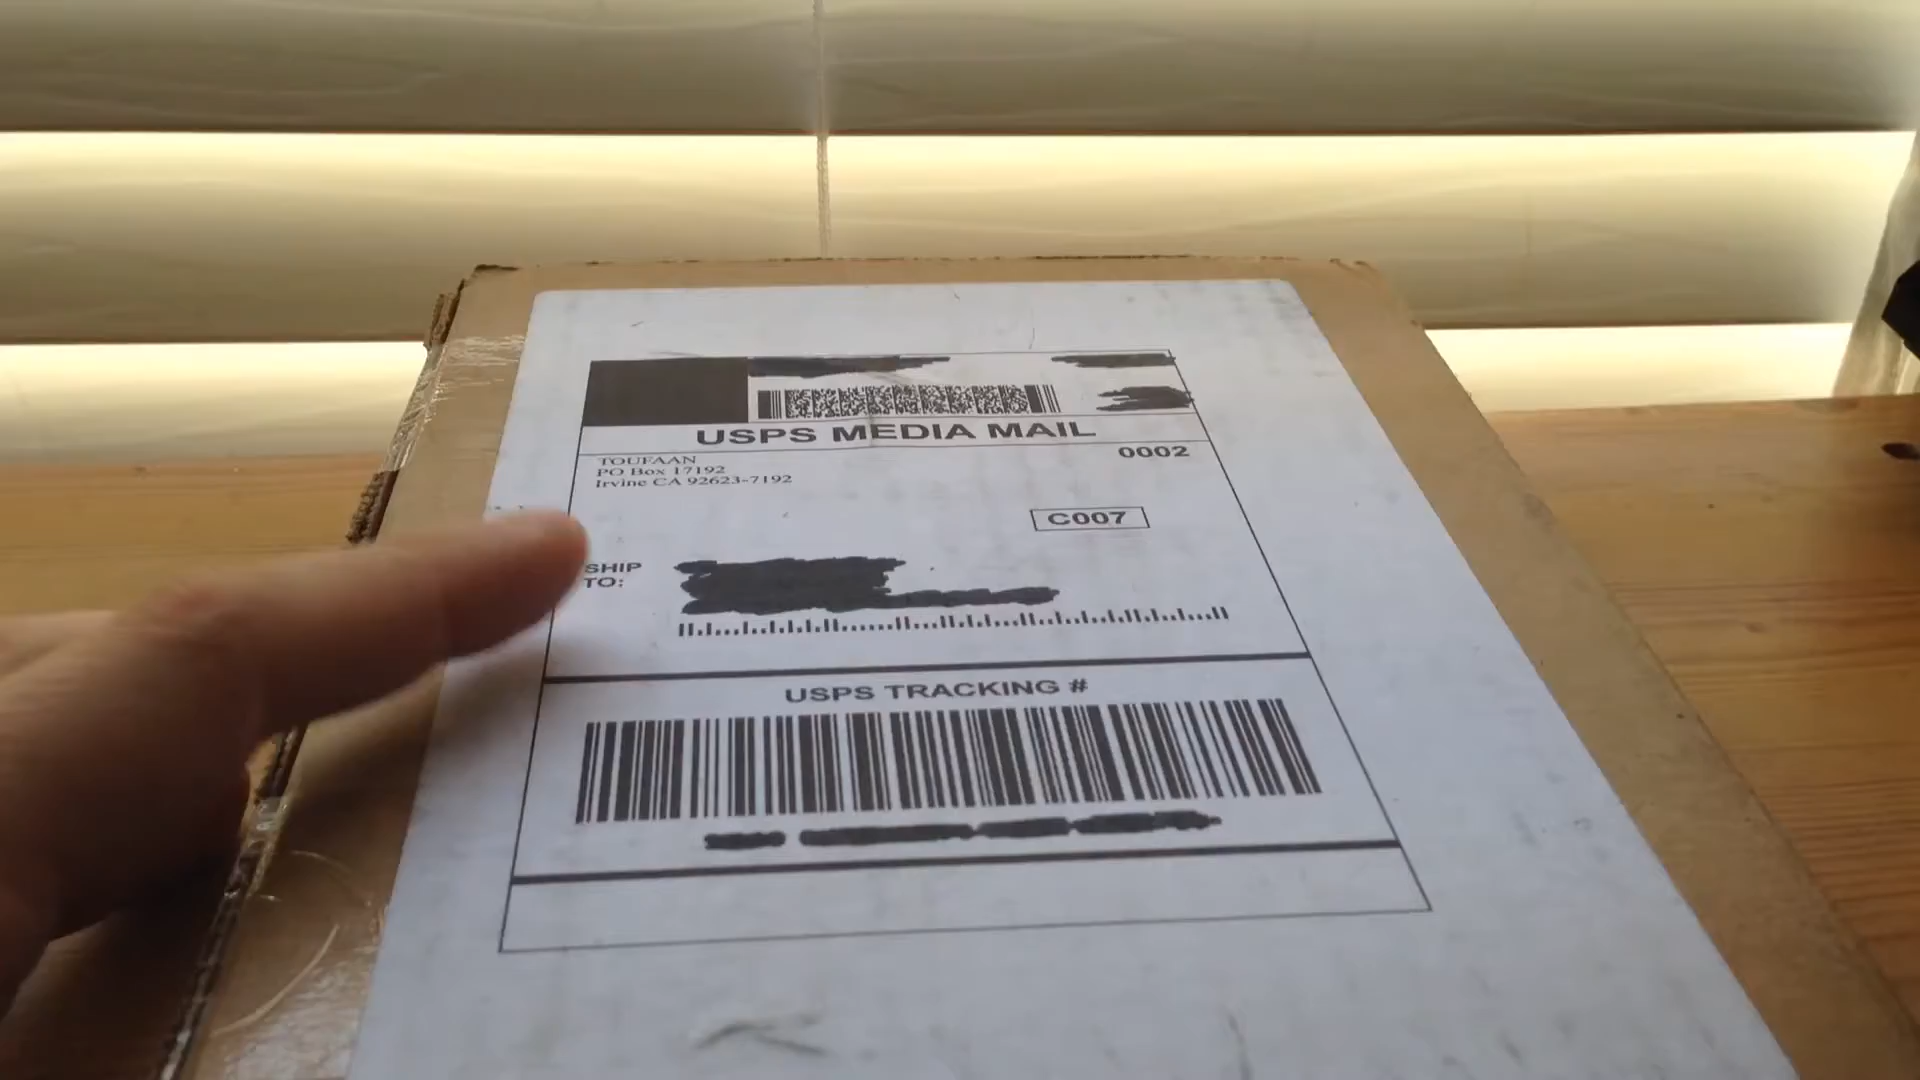 USPS MEDIA MAIL
TOUFAAN
PO Box 17192
Irvine CA 92623-7192
0002
C007
SHIP
TO:
USPS TRACKING #